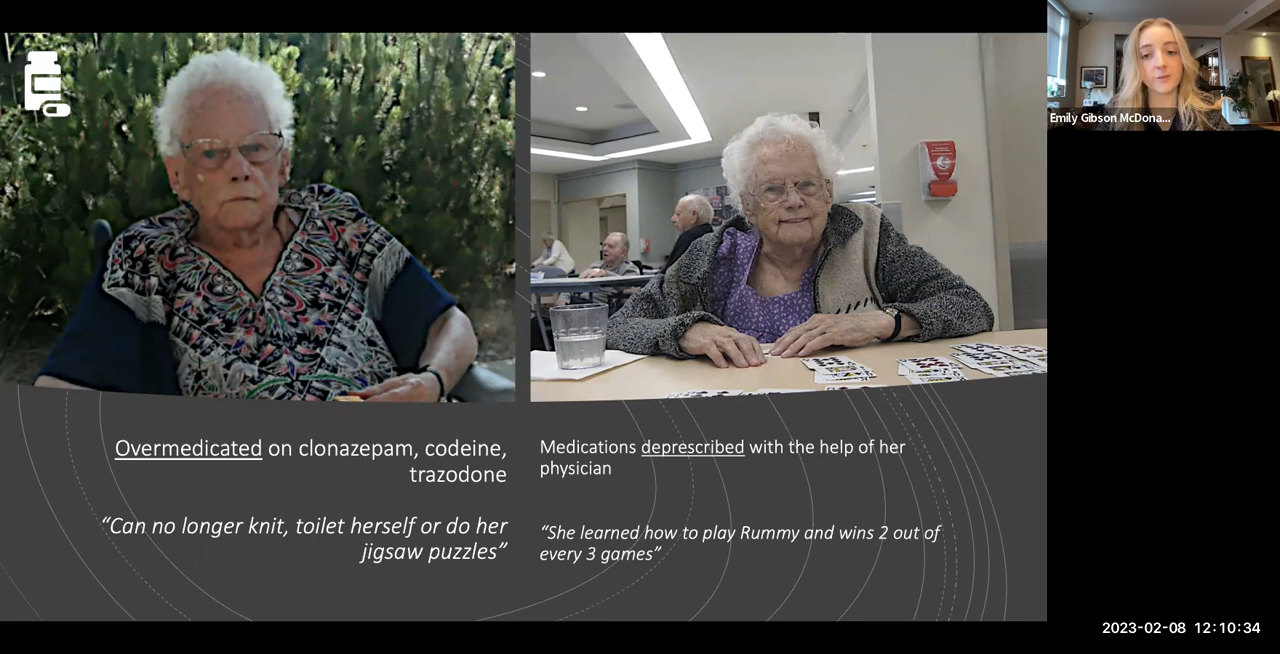 Emily Gibson McDona...
Overmedicated on clonazepam, codeine,
trazodone
“Can no longer knit, toilet herself or do her
jigsaw puzzles”
Medications deprescribed with the help of her
physician
“She learned how to play Rummy and wins 2 out of
every 3 games”
2023-02-08 12:10:34